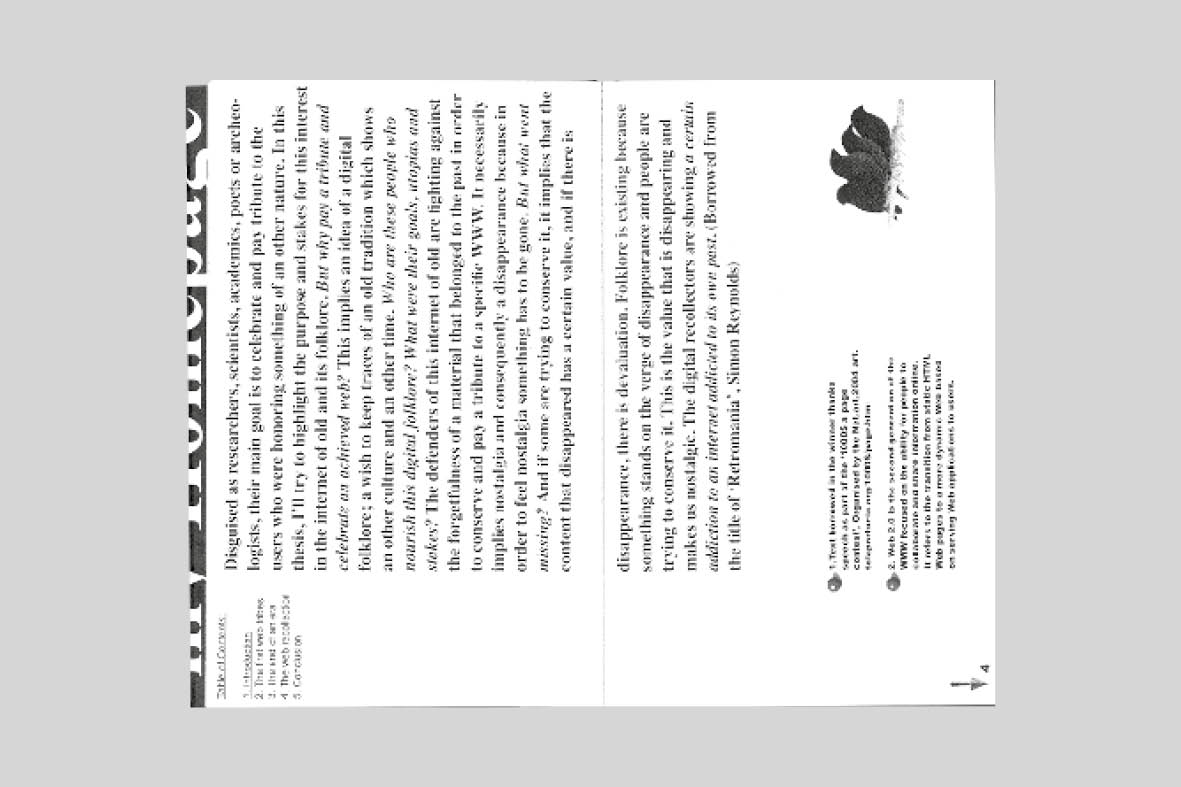 my homepage
Table of Contents:
1. Introduction
2. The first web tribes
4. The web recollection
5. Conclusion
Disguised as researchers, scientists, academics, poets or archeo-
logists, their main goal is to celebrate and pay tribute to the
users who were honoring something of an other nature. In this
thesis, I'll try to highlight the purpose and stakes for this interest
in the internet of old and its folklore. But why pay a tribute and
celebrate an achieved web? This implies an idea of a digital
folklore; a wish to keep traces of an old tradition which shows
an other culture and an other time. Who are these people who
nourish this digital folklore? What were their goals, utopias and
stakes? The defenders of this internet of old are fighting against
the forgetfulness of a material that belonged to the past in order
to conserve and pay a tribute to a specific WWW. It necessarily
implies nostalgia and consequently a disappearance because in
order to feel nostalgia something has to be gone. But what went
missing? And if some are trying to conserve it, it implies that the
content that disappeared has a certain value, and if there is
disappearance, there is devaluation. Folklore is existing because
something stands on the verge of disappearance and people are
trying to conserve it. This is the value that is disappearing and
makes us nostalgic. The digital recollectors are showing a certain
addiction to an internet addicted to its own past. (Borrowed from
the title of 'Retromania', Simon Reynolds)
1. Text borrowed in the winner thanks
speech as part of the "1000$ a page
contest", Organised by the Net.art.2004 art.
teleportacia.org/1000$/page.htm
2. Web 2.0 is the second generation of the
WWW focused on the ability for people to
collaborate and share information online.
It refers to the transition from static HTML
Web pages to a more dynamic Web based
on serving Web applications to users.
4